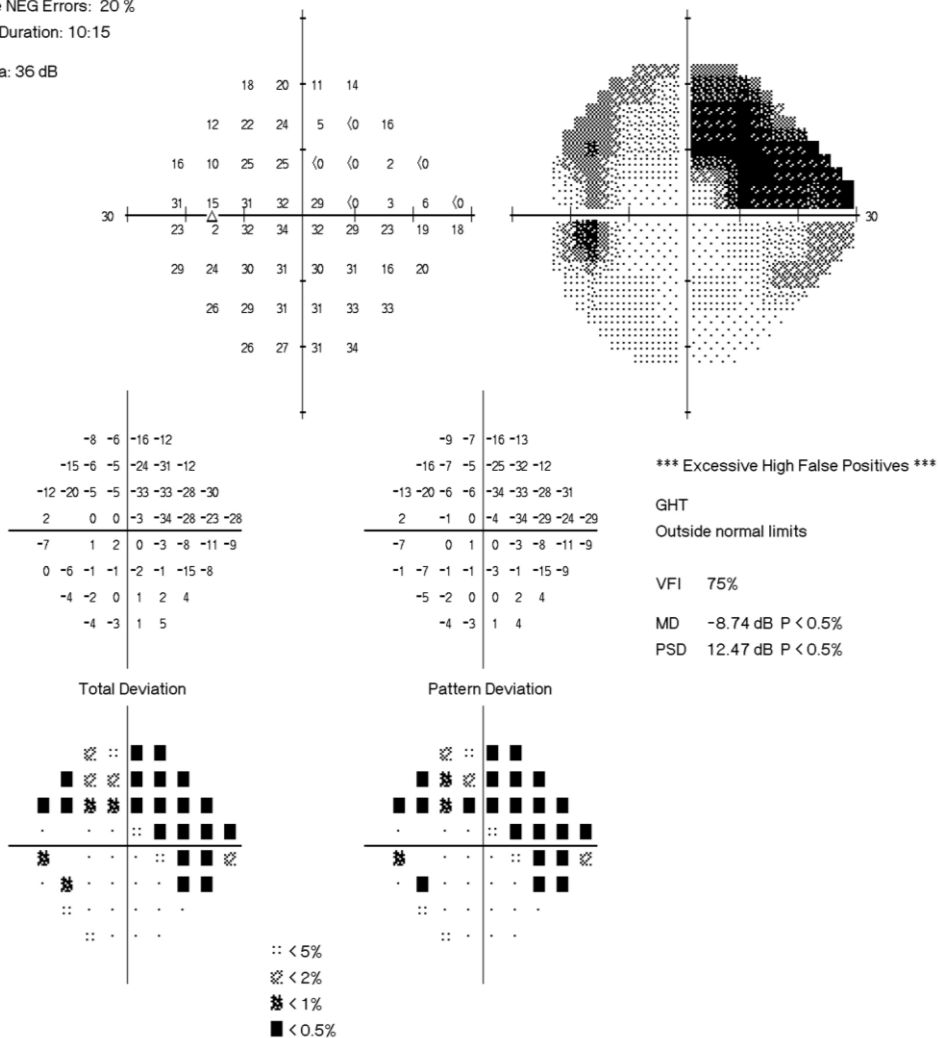 NEG Errors: 20 %
Duration: 10:15
a: 36 dB
18 20 11 14
12 22 24 5 <0 16
16 10 25 25 <0 <0 2 <0
31 15 31 32 29 <0 3 6 <0
30
30
23 2 32 34 32 29 23 19 18
29 24 30 31 30 31 16 20
26 29 31 31 33 33
26 27 31 34
-8 -6 -16 -12
-15 -6 -5 -24 -31 -12
-12 -20 -5 -5 -33 -33 -28 -30
2 0 0 -3 -34 -28 -23 -28
-7 1 2 0 -3 -8 -11 -9
0 -6 -1 -1 -2 -1 -15 -8
-4 -2 0 1 2 4
-4 -3 1 5
-9 -7 -16 -13
-16 -7 -5 -25 -32 -12
-13 -20 -6 -6 -34 -33 -28 -31
2 -1 0 -4 -34 -29 -24 -29
-7 0 1 0 -3 -8 -11 -9
-1 -7 -1 -1 -3 -1 -15 -9
-5 -2 0 0 2 4
-4 -3 1 4
*** Excessive High False Positives ***
GHT
Outside normal limits
VFI 75%
MD -8.74 dB P < 0.5%
PSD 12.47 dB P < 0.5%
Total Deviation
Pattern Deviation
< 5%
< 2%
< 1%
< 0.5%